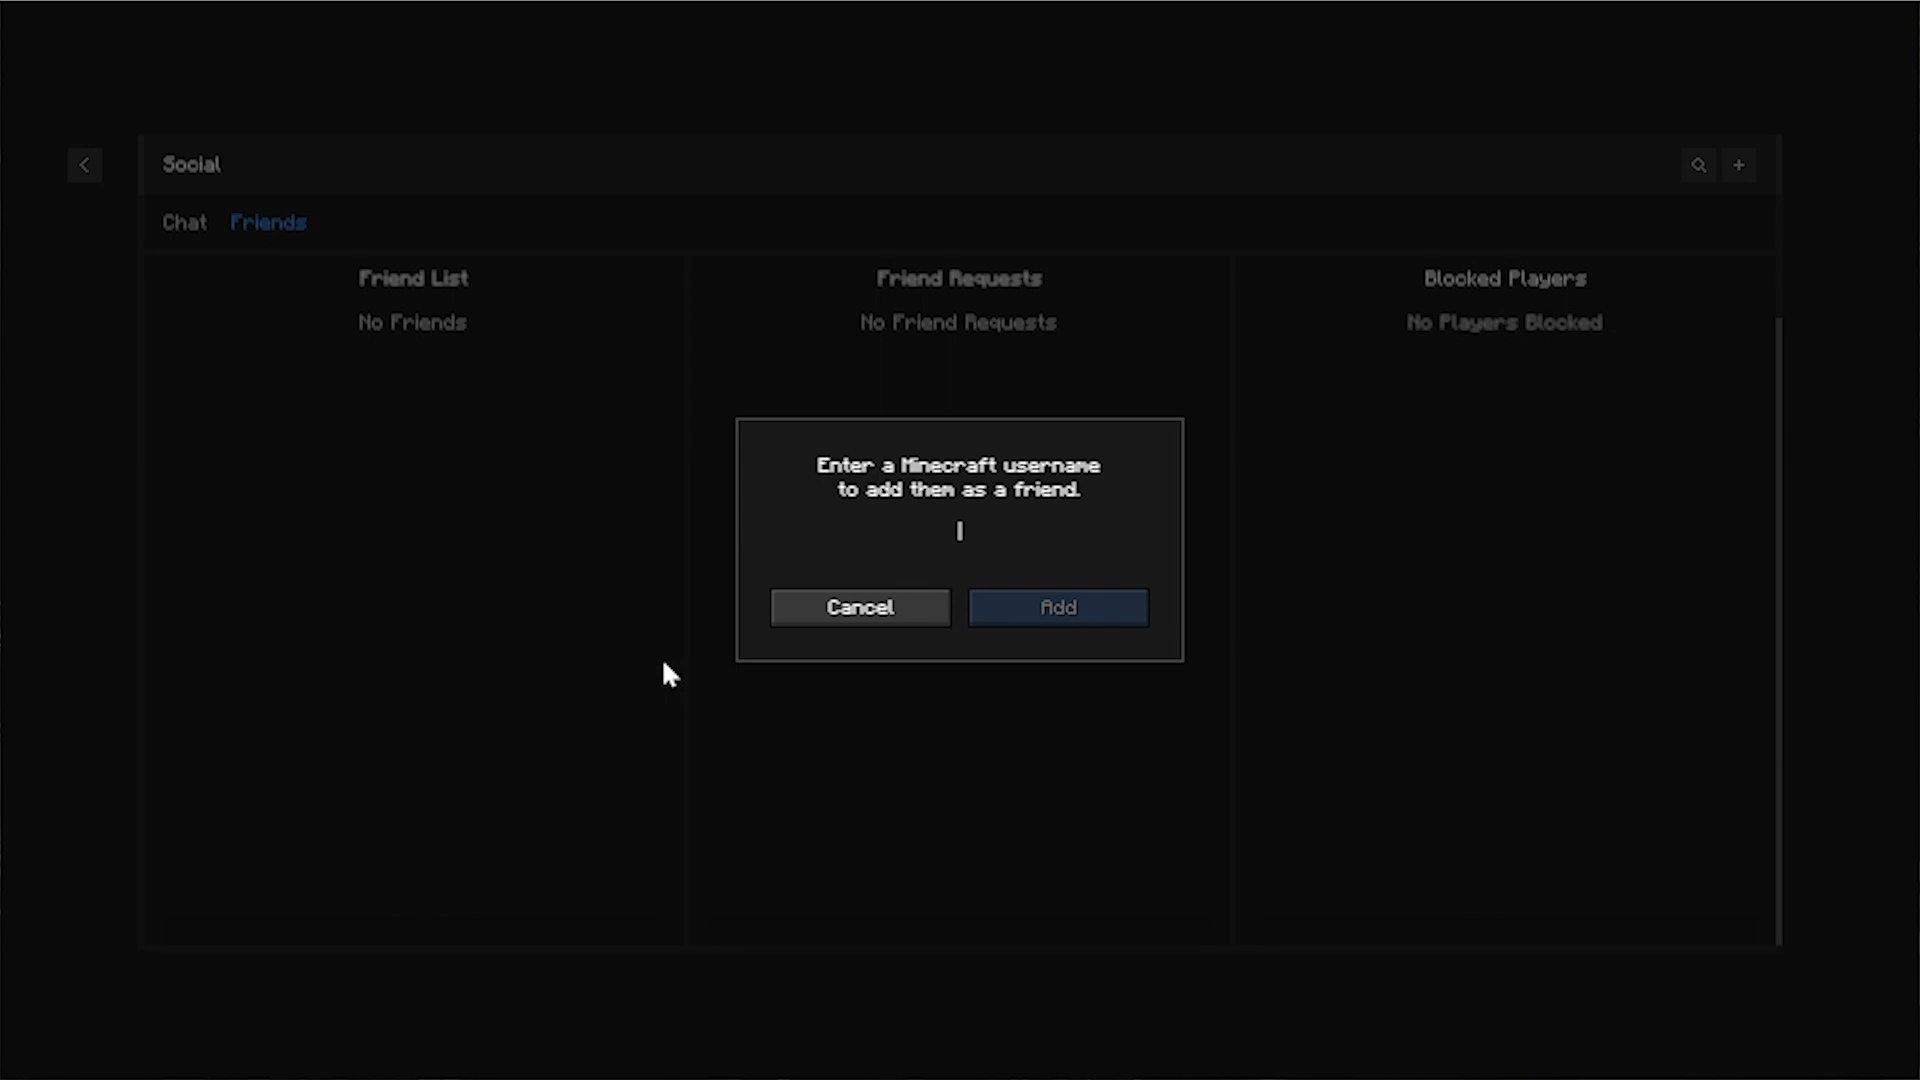 Social
Chat Friends
Friend List
No Friends
Friend Requests
No Friend Requests
Blocked Players
No Players Blocked
Enter a Minecraft username
to add them as a friend.
Cancel
Add